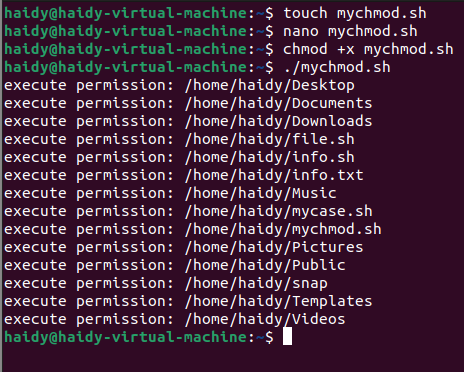 haidy@haidy-virtual-machine:~$ touch mychmod.sh
haidy@haidy-virtual-machine:~$ nano mychmod.sh
haidy@haidy-virtual-machine:~$ chmod +x mychmod.sh
haidy@haidy-virtual-machine:~$ ./mychmod.sh
execute permission: /home/haidy/Desktop
execute permission: /home/haidy/Documents
execute permission: /home/haidy/Downloads
execute permission: /home/haidy/file.sh
execute permission: /home/haidy/info.sh
execute permission: /home/haidy/info.txt
execute permission: /home/haidy/Music
execute permission: /home/haidy/mycase.sh
execute permission: /home/haidy/mychmod.sh
execute permission: /home/haidy/Pictures
execute permission: /home/haidy/Public
execute permission: /home/haidy/snap
execute permission: /home/haidy/Templates
execute permission: /home/haidy/Videos
haidy@haidy-virtual-machine:~$